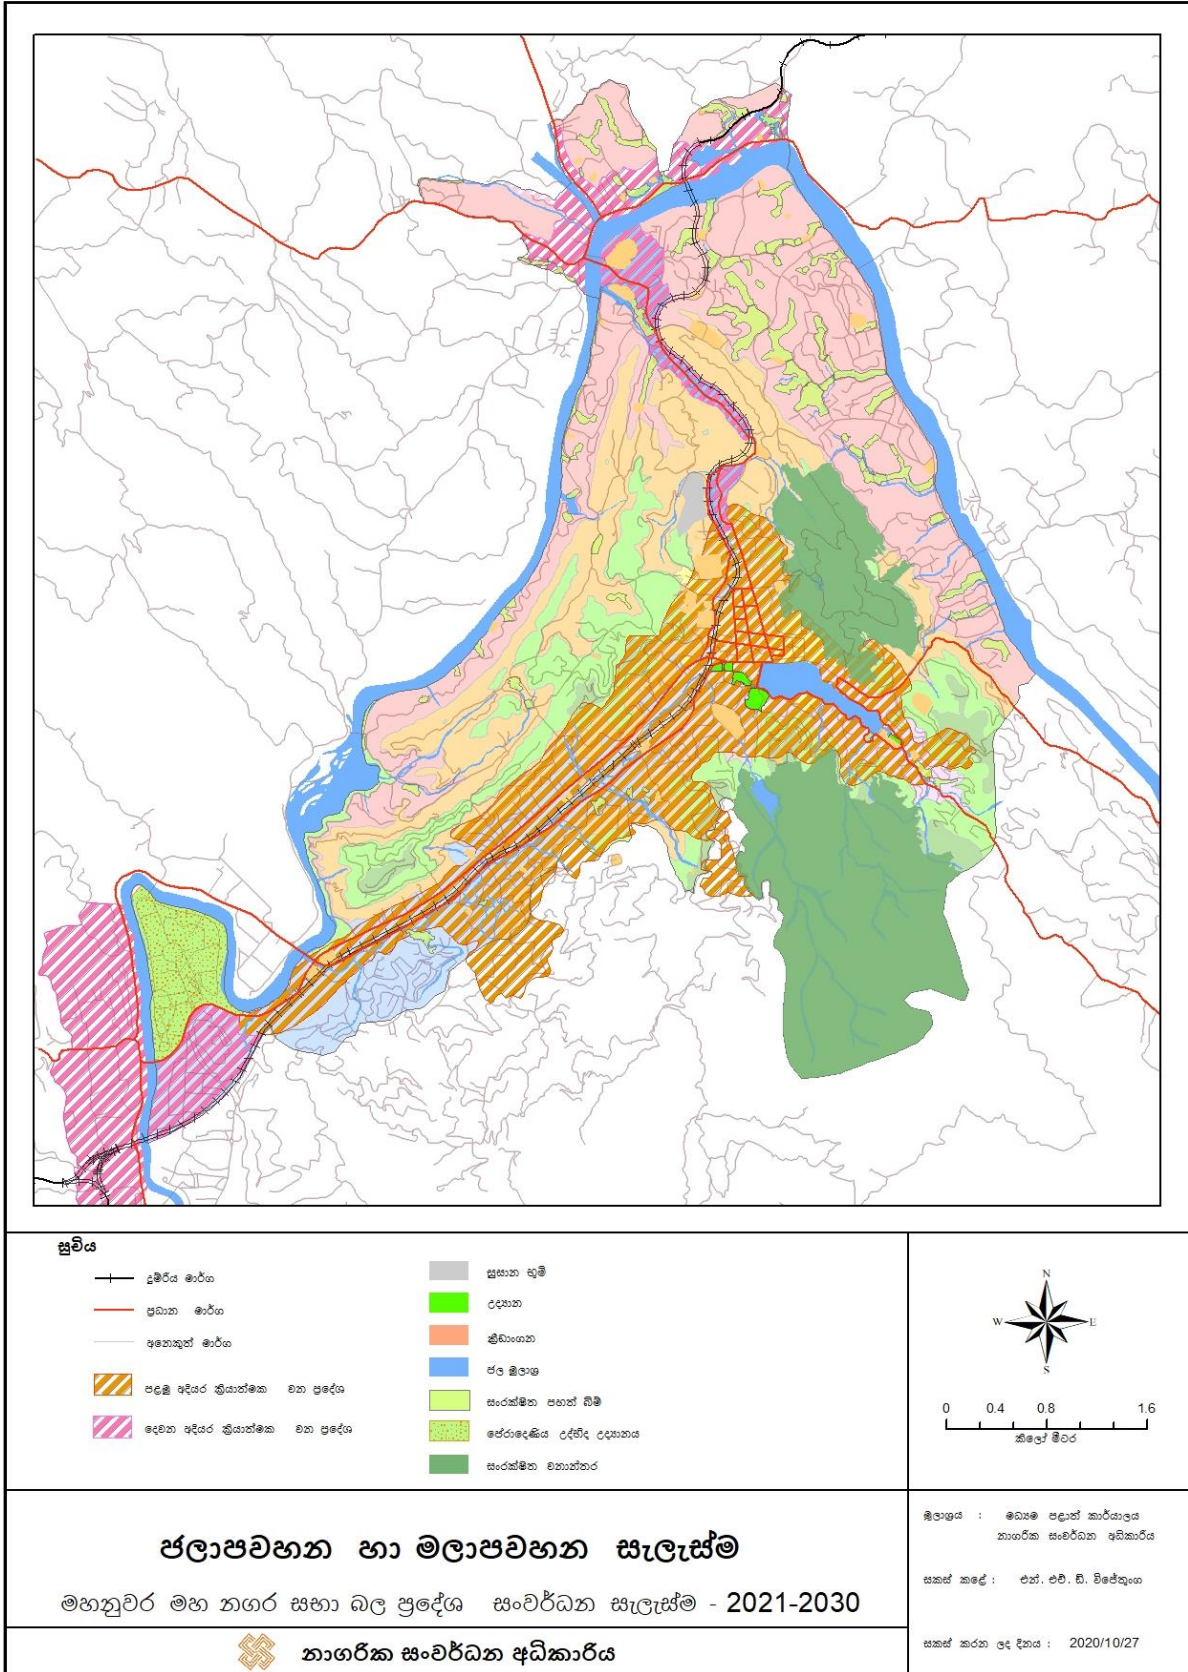 සූචිය
දුම්රිය මාර්ග
ප්‍රධාන මාර්ග
අනෙකුත් මාර්ග
පළමු අදියර ක්‍රියාත්මක වන ප්‍රදේශ
දෙවන අදියර ක්‍රියාත්මක වන ප්‍රදේශ
සුසාන භූමි
උද්‍යාන
ක්‍රීඩාංගන
ජල මූලාශ්‍ර
සංරක්ෂිත පහත් බිම්
පේරාදෙණිය උද්භිද උද්‍යානය
සංරක්ෂිත වනාන්තර
N
W E
S
0 0.4 0.8 1.6
කිලෝ මීටර
ජලාපවහන හා මලාපවහන සැලැස්ම
මහනුවර මහ නගර සභා බල ප්‍රදේශ සංවර්ධන සැලැස්ම - 2021-2030
නාගරික සංවර්ධන අධිකාරිය
මූලාශ්‍රය : මධ්‍යම පළාත් කාර්යාලය
නාගරික සංවර්ධන අධිකාරිය
සකස් කළේ : එන්. එච්. ඩී. විජේතුංග
සකස් කරන ලද දිනය : 2020/10/27